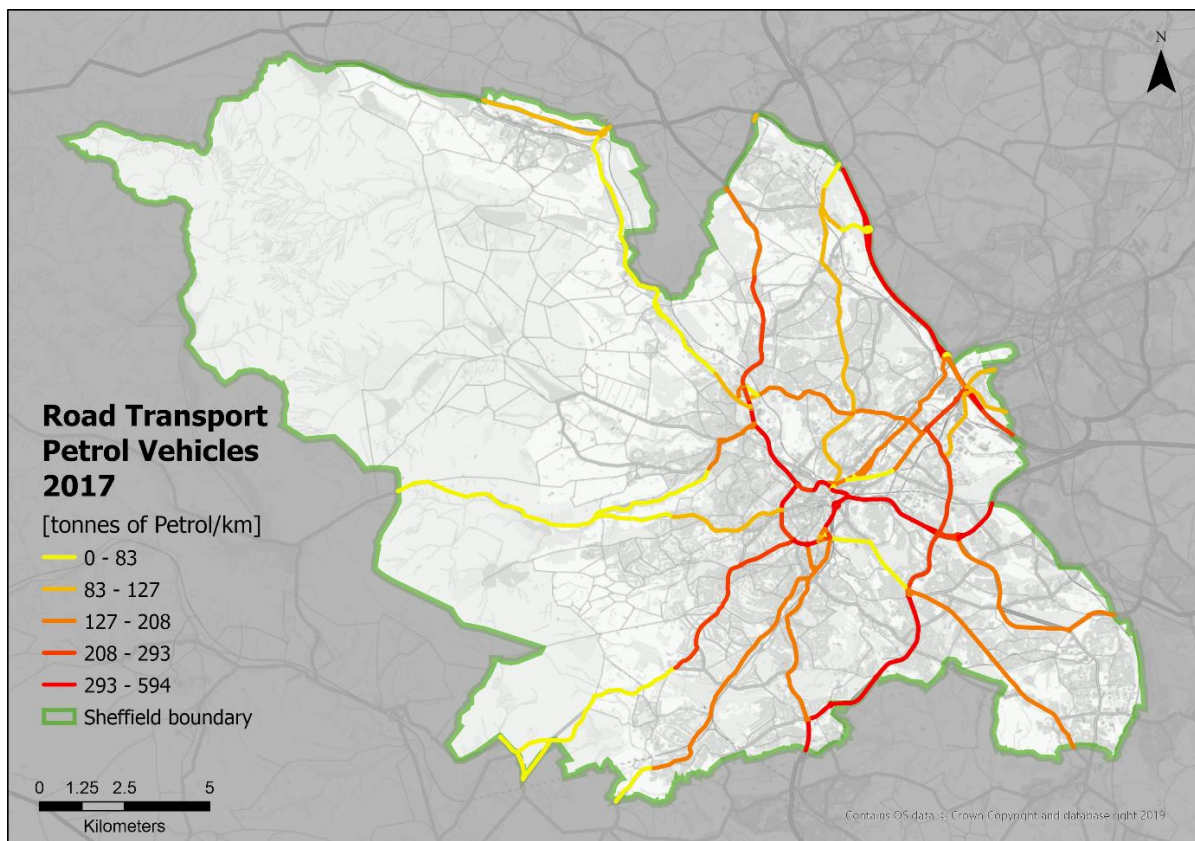 N
Road Transport
Petrol Vehicles
2017
[tonnes of Petrol/km]
0 - 83
83 - 127
127 - 208
208 - 293
293 - 594
Sheffield boundary
0 1.25 2.5 5
Kilometers
Contains OS data © Crown Copyright and database right 2019